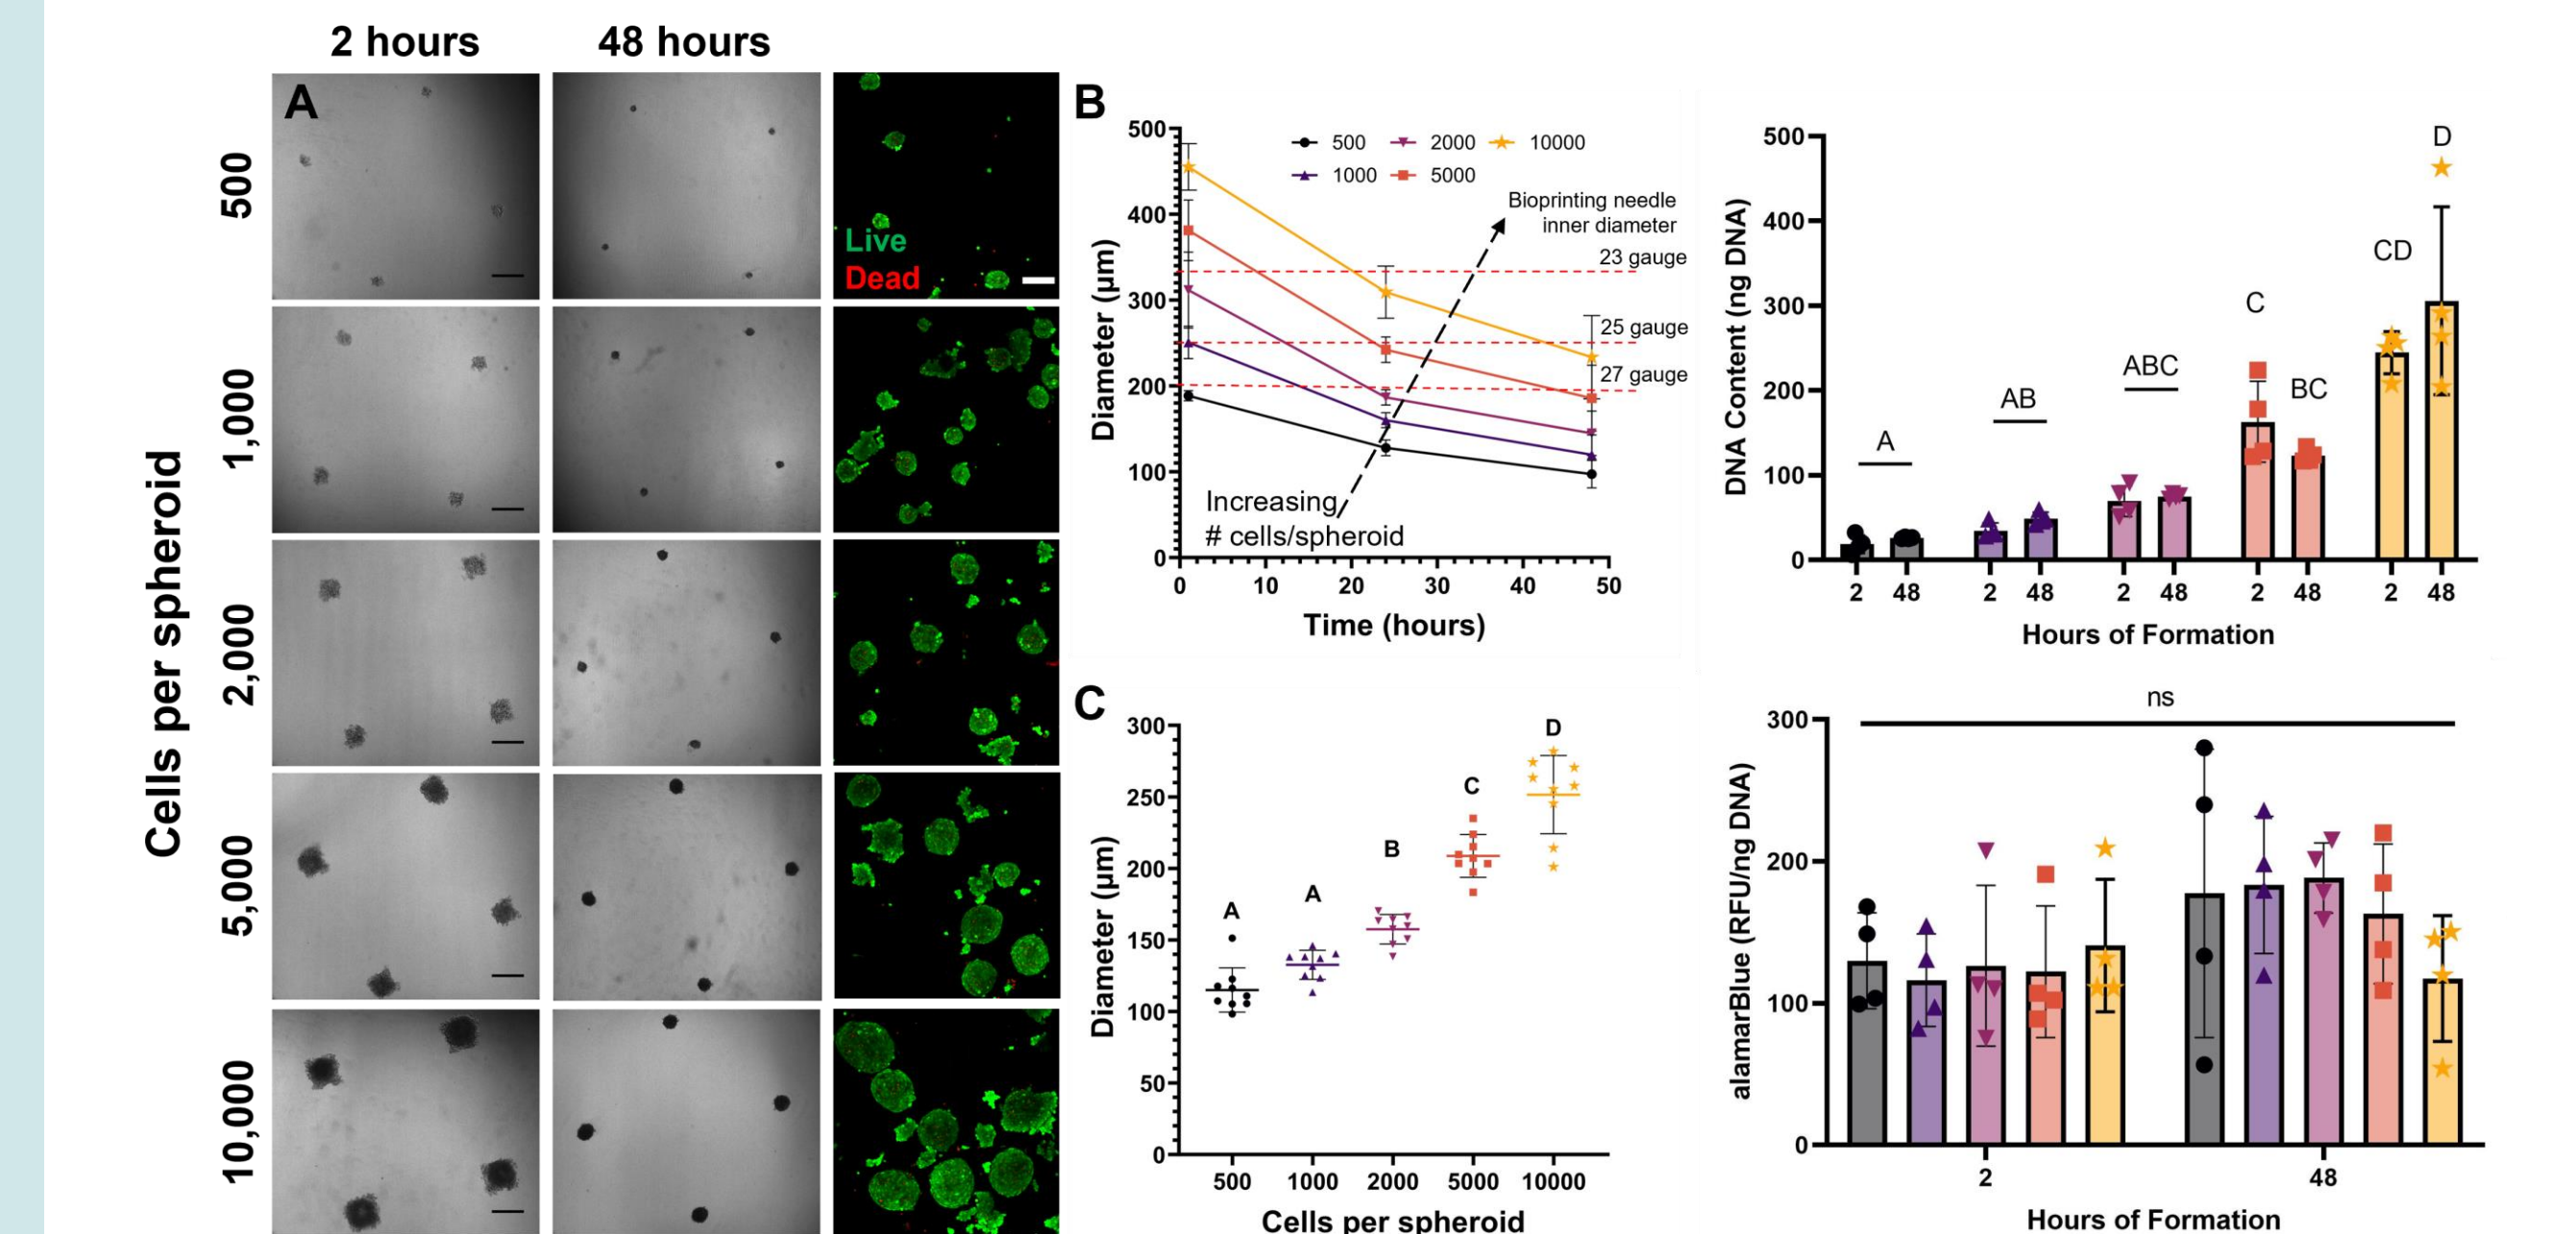 2 hours
48 hours
A
Cells per spheroid
500
1,000
2,000
5,000
10,000
Live
Dead
B
Diameter (µm)
500
400
300
200
100
0
500
1000
2000
5000
10000
Bioprinting needle
inner diameter
23 gauge
25 gauge
27 gauge
Increasing
# cells/spheroid
0 10 20 30 40 50
Time (hours)
DNA Content (ng DNA)
500
400
300
200
100
0
A
AB
ABC
C
BC
CD
D
2 48 2 48 2 48 2 48 2 48
Hours of Formation
C
Diameter (µm)
300
250
200
150
100
50
0
A
A
B
C
D
500 1000 2000 5000 10000
Cells per spheroid
alamarBlue (RFU/ng DNA)
300
200
100
0
ns
2 48
Hours of Formation